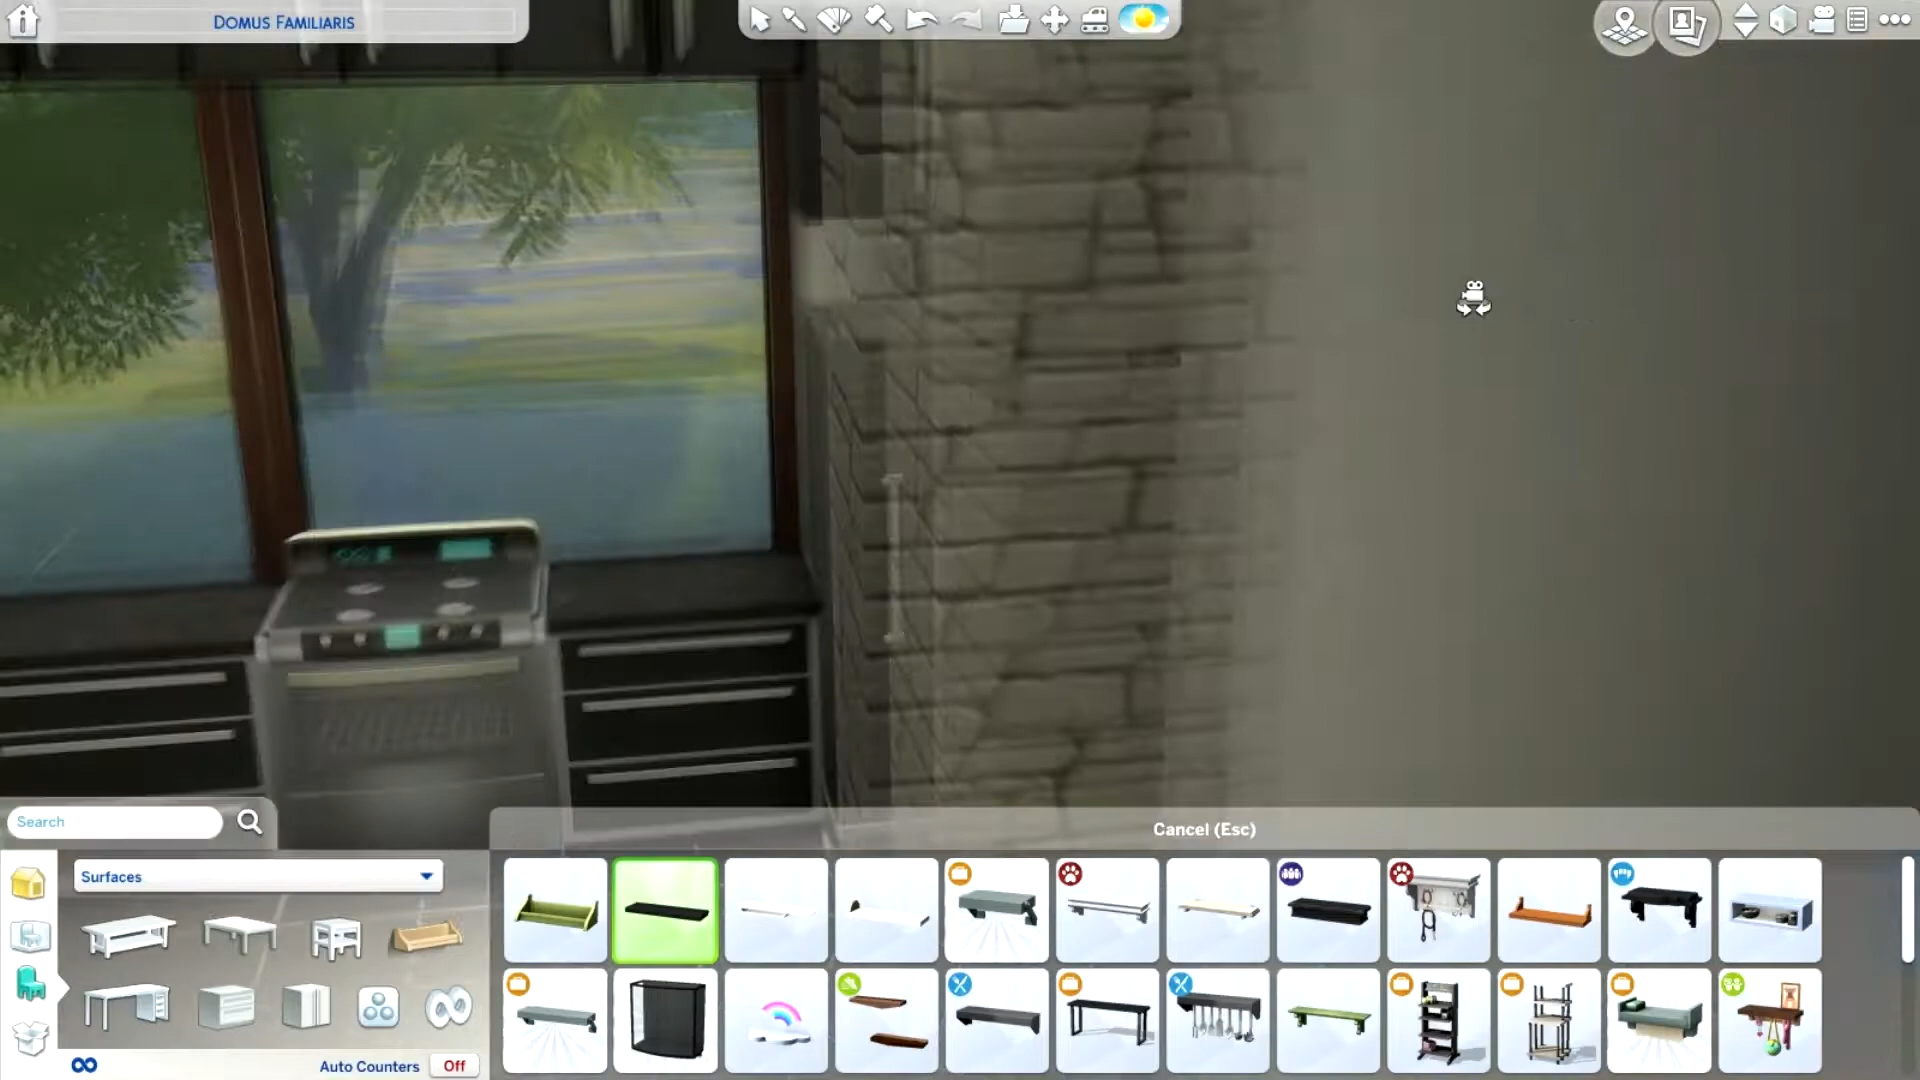 Domus Familiaris
Search
Cancel (Esc)
Surfaces
Auto Counters
Off